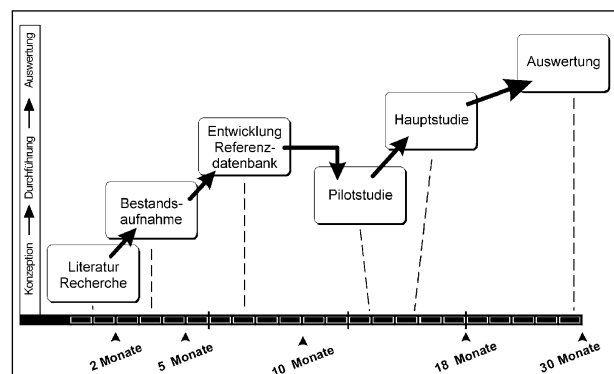 Auswertung
Durchführung
Konzeption
Literatur
Recherche
Bestands-
aufnahme
Entwicklung
Referenz-
datenbank
Pilotstudie
Hauptstudie
Auswertung
2 Monate
5 Monate
10 Monate
18 Monate
30 Monate